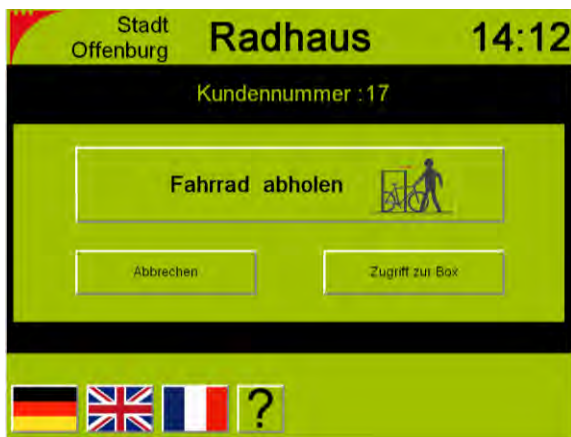 Stadt
Offenburg
Radhaus
14:12
Kundennummer :17
Fahrrad abholen
Abbrechen
Zugriff zur Box
?